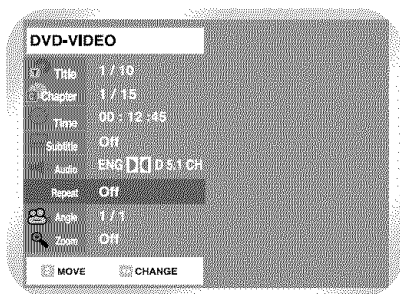 DVD-VIDEO
Title 1 / 10
Chapter 1 / 15
Time 00 : 12 :45
Subtitle Off
Audio ENG D 5.1 CH
Repeat Off
Angle 1 / 1
Zoom Off
MOVE CHANGE